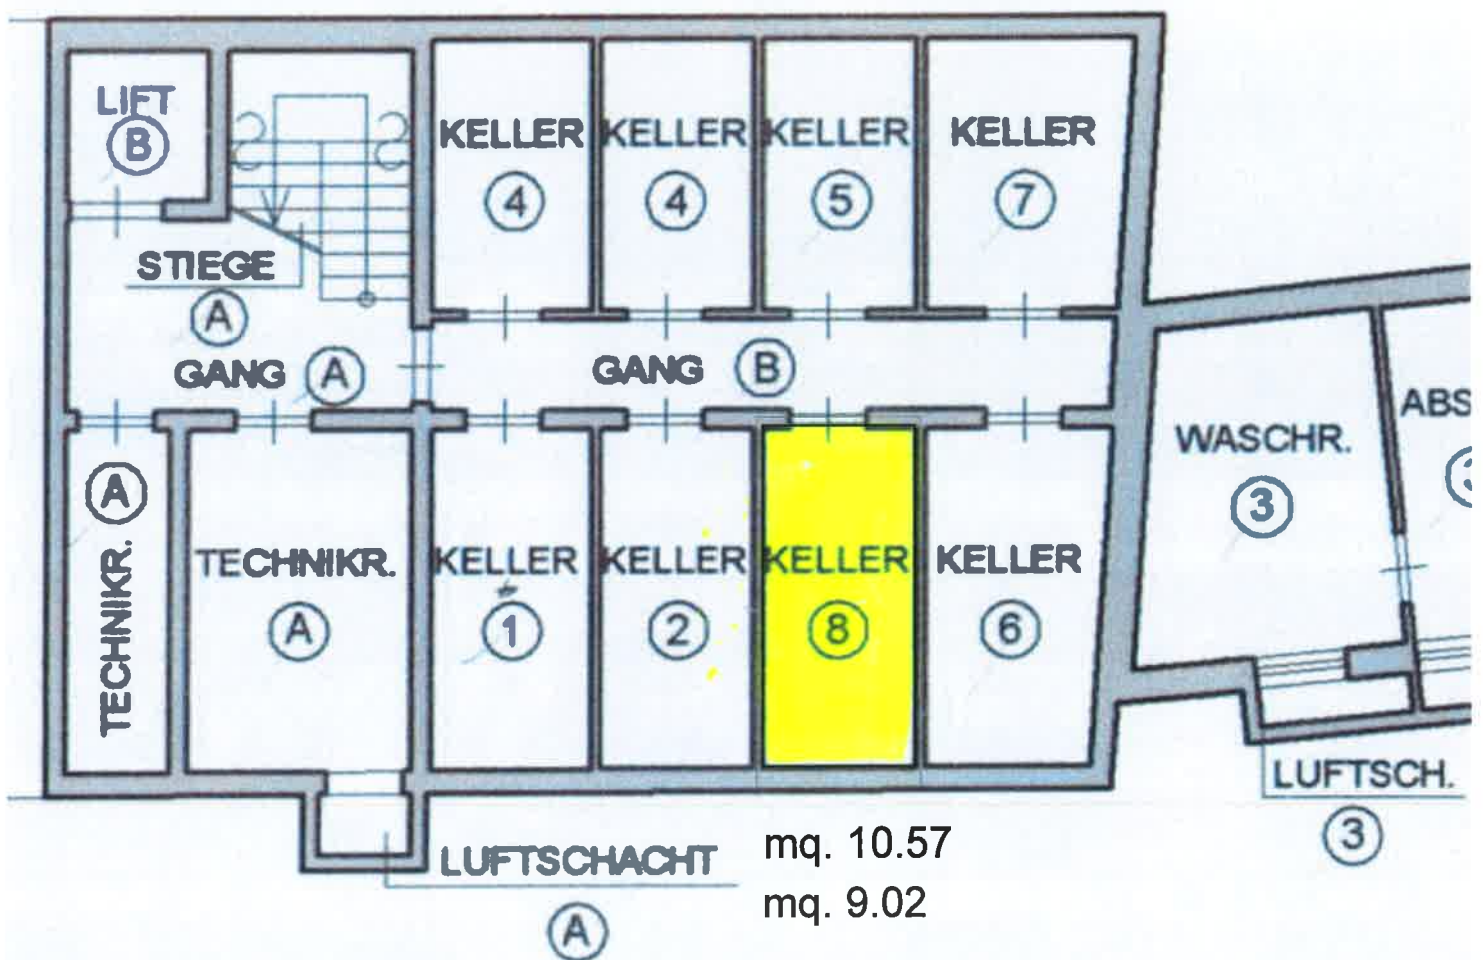 LIFT
B
KELLER
4
KELLER
4
KELLER
5
KELLER
7
STIEGE
A
GANG A
GANG B
TECHNIKR. A
TECHNIKR.
A
KELLER
1
KELLER
2
KELLER
8
KELLER
6
WASCHR.
3
ABS
LUFTSCHACHT
A
mq. 10.57
mq. 9.02
LUFTSCH.
3